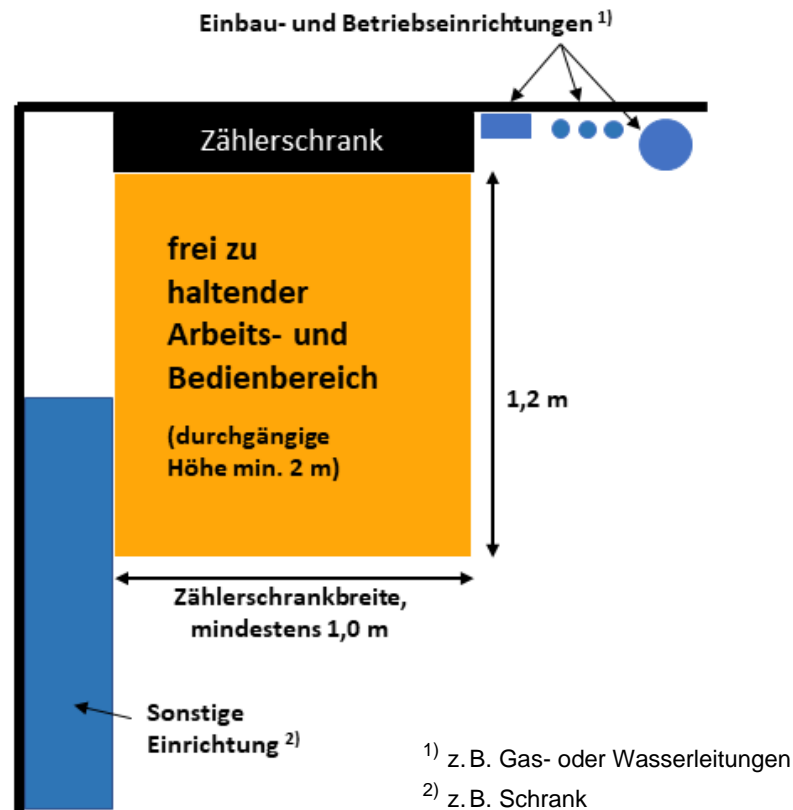 Einbau- und Betriebseinrichtungen 1)
Zählerschrank
frei zu
haltender
Arbeits- und
Bedienbereich
(durchgängige
Höhe min. 2 m)
1,2 m
Zählerschrankbreite,
mindestens 1,0 m
Sonstige
Einrichtung 2)
1) z.B. Gas- oder Wasserleitungen
2) z.B. Schrank